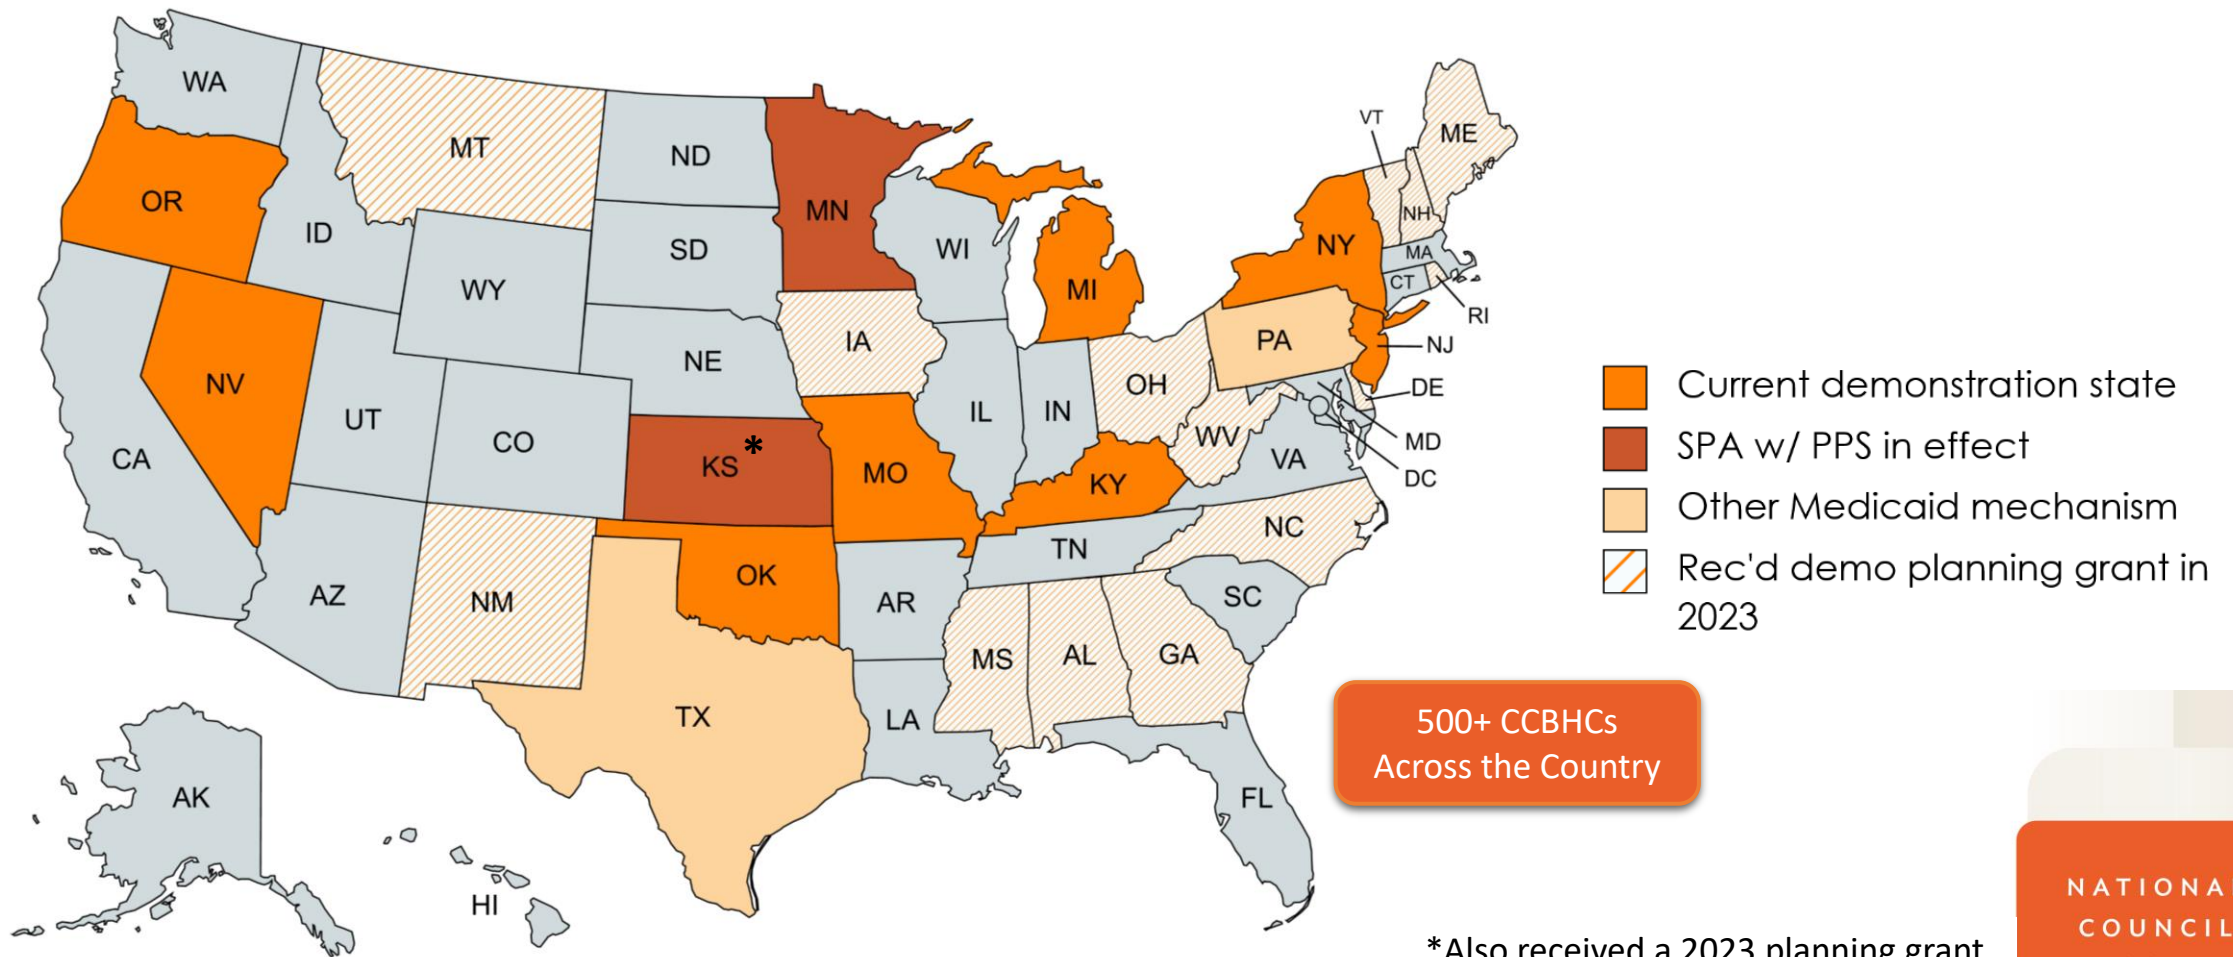 WA
MT
ND
MN
VT
ME
OR
ID
SD
WI
NH
NY
MA
WY
MI
CT
RI
IA
PA
NJ
NE
OH
DE
NV
UT
IL
IN
WV
MD
CO
CA
KS *
MO
KY
VA
DC
NC
TN
OK
AZ
NM
AR
SC
MS
AL
GA
TX
LA
FL
AK
HI
Current demonstration state
SPA w/ PPS in effect
Other Medicaid mechanism
Rec'd demo planning grant in
2023
500+ CCBHCs
Across the Country
NATIONA
COUNCIL
*Also received a 2023 planning grant